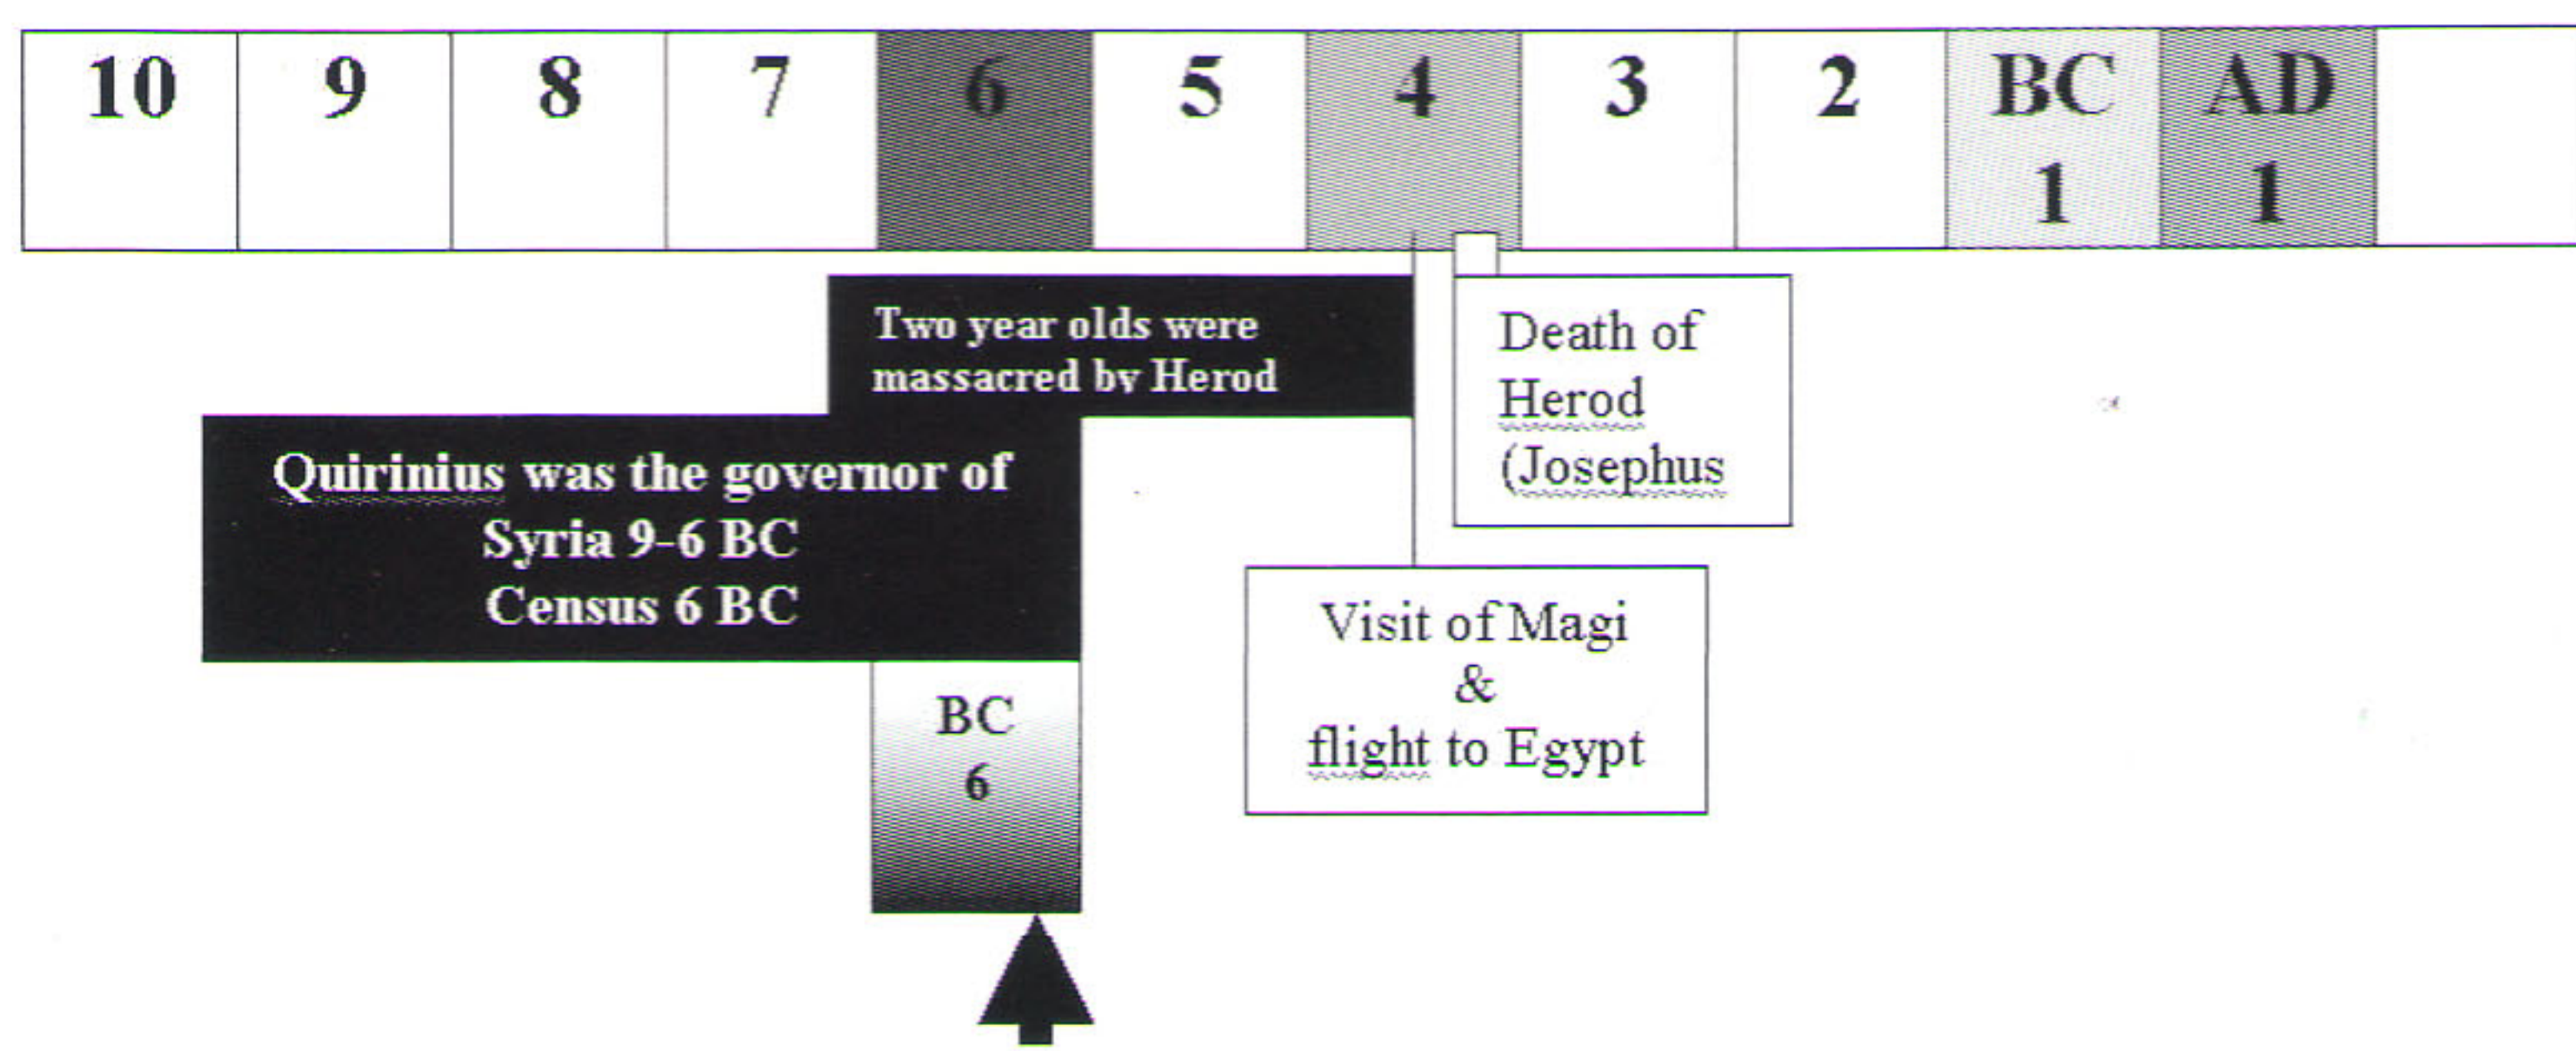 10 9 8 7 6 5 4 3 2 BC AD
1 1
Two year olds were
massacred by Herod
Death of
Herod
(Josephus
Quirinius was the governor of
Syria 9-6 BC
Census 6 BC
Visit of Magi
&
flight to Egypt
BC
6